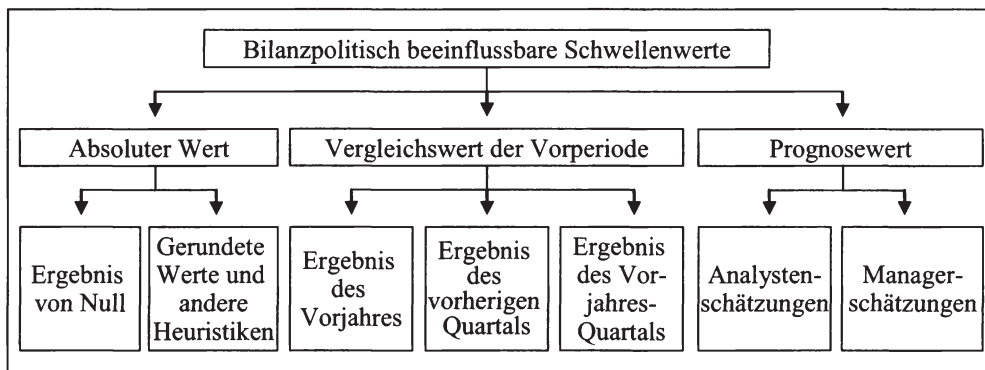 Bilanzpolitisch beeinflussbare Schwellenwerte
Absoluter Wert
Vergleichswert der Vorperiode
Prognosewert
Ergebnis
von Null
Gerundete
Werte und
andere
Heuristiken
Ergebnis
des
Vorjahres
Ergebnis
des
vorherigen
Quartals
Ergebnis
des Vor-
jahres-
Quartals
Analysten-
schätzungen
Manager-
schätzungen